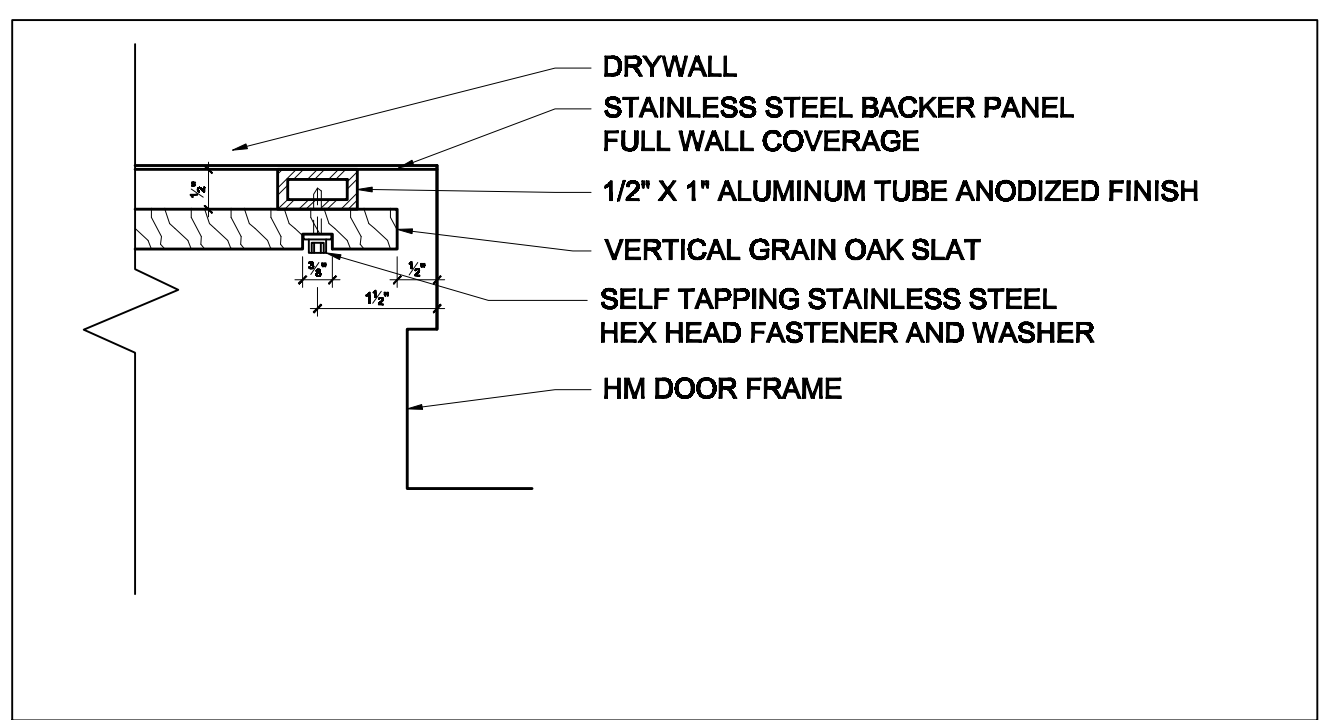 DRYWALL
STAINLESS STEEL BACKER PANEL
FULL WALL COVERAGE
1/2" X 1" ALUMINUM TUBE ANODIZED FINISH
VERTICAL GRAIN OAK SLAT
SELF TAPPING STAINLESS STEEL
HEX HEAD FASTENER AND WASHER
HM DOOR FRAME
1/2"
3/8"
1/2"
1 1/2"